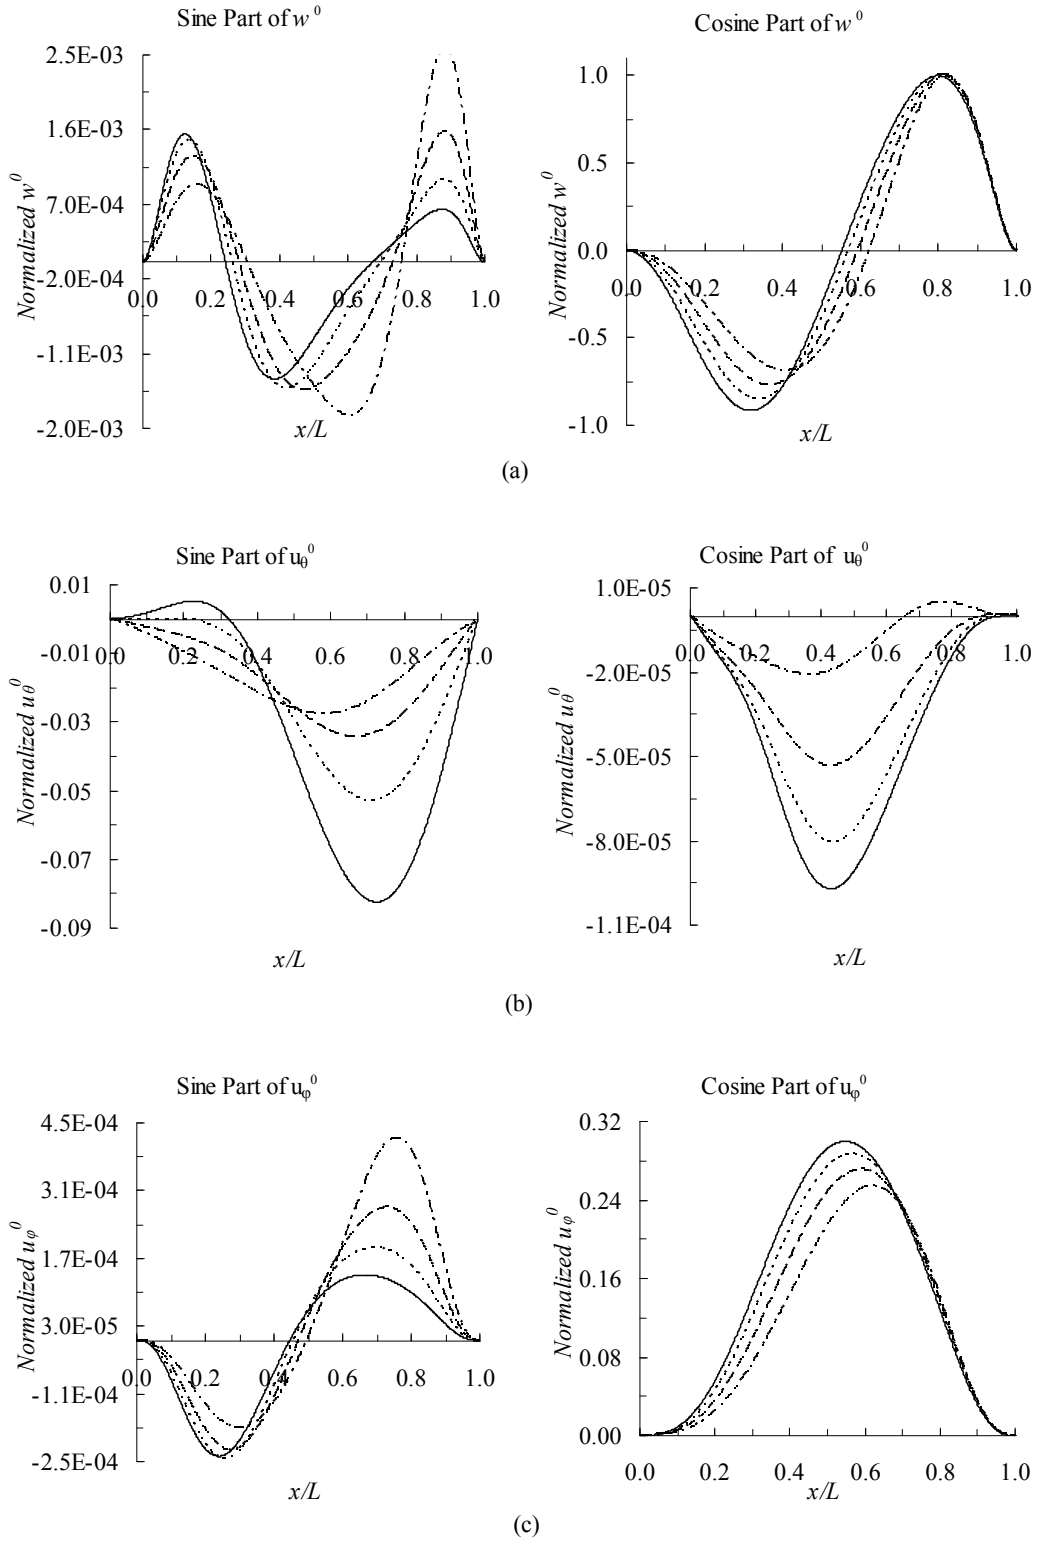 Sine Part of w⁰
Cosine Part of w⁰
2.5E-03
1.6E-03
7.0E-04
-2.0E-04
-1.1E-03
-2.0E-03
0.0 0.2 0.4 0.6 0.8 1.0
Normalized w⁰
x/L
1.0
0.5
0.0
-0.5
-1.0
0.0 0.2 0.4 0.6 0.8 1.0
Normalized w⁰
x/L
(a)
Sine Part of uθ⁰
Cosine Part of uθ⁰
0.01
-0.01
-0.03
-0.05
-0.07
-0.09
0.0 0.2 0.4 0.6 0.8 1.0
Normalized uθ⁰
x/L
1.0E-05
-2.0E-05
-5.0E-05
-8.0E-05
-1.1E-04
0.0 0.2 0.4 0.6 0.8 1.0
Normalized uθ⁰
x/L
(b)
Sine Part of uφ⁰
Cosine Part of uφ⁰
4.5E-04
3.1E-04
1.7E-04
3.0E-05
-1.1E-04
-2.5E-04
0.0 0.2 0.4 0.6 0.8 1.0
Normalized uφ⁰
x/L
0.32
0.24
0.16
0.08
0.00
0.0 0.2 0.4 0.6 0.8 1.0
Normalized uφ⁰
x/L
(c)